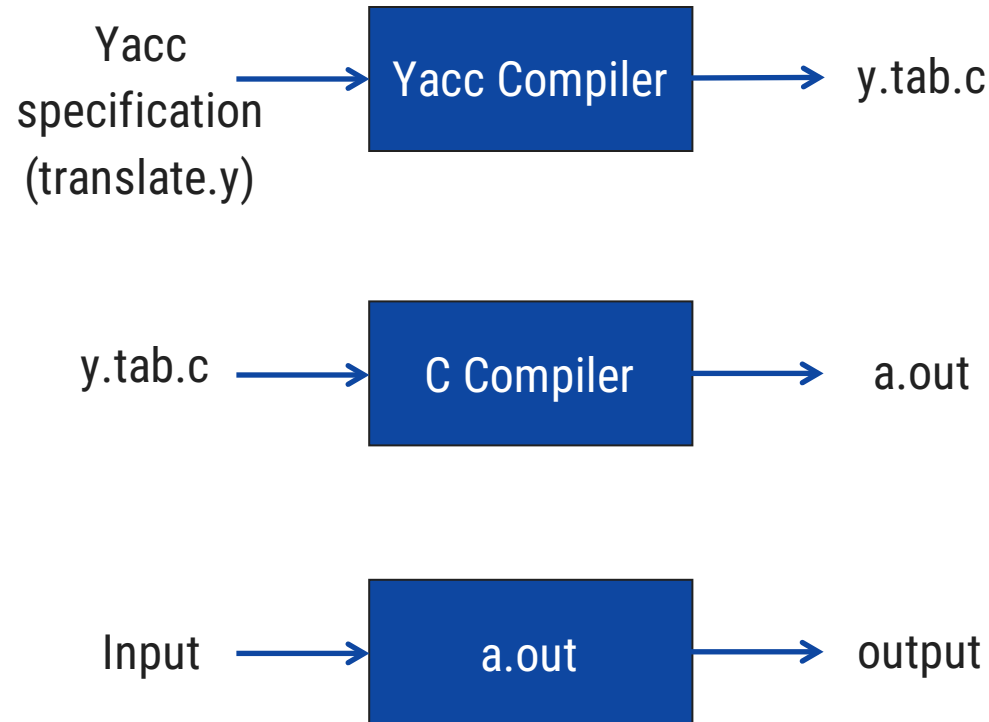 Yacc
specification
(translate.y)
Yacc Compiler
y.tab.c
y.tab.c
C Compiler
a.out
Input
a.out
output